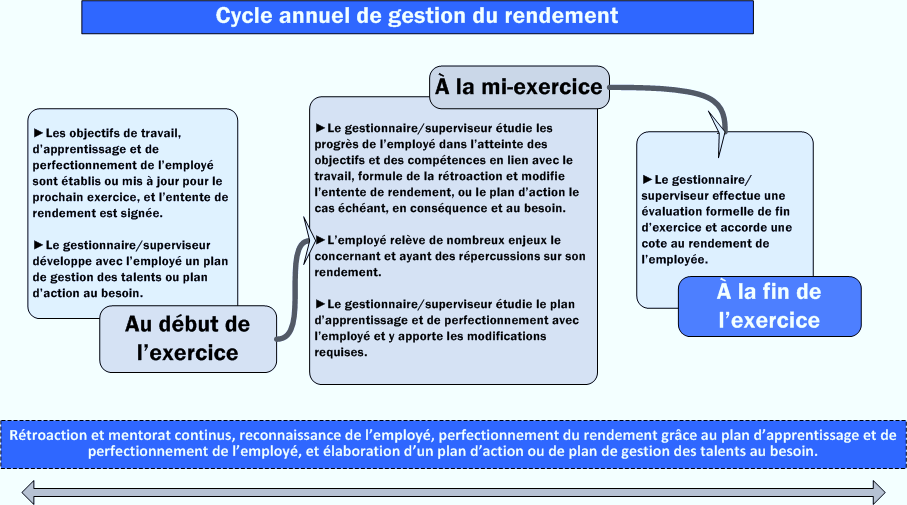 Cycle annuel de gestion du rendement
►Les objectifs de travail,
d'apprentissage et de
perfectionnement de l'employé
sont établis ou mis à jour pour le
prochain exercice, et l'entente de
rendement est signée.
►Le gestionnaire/superviseur
développe avec l'employé un plan
de gestion des talents ou plan
d'action au besoin.
Au début de
l'exercice
À la mi-exercice
►Le gestionnaire/superviseur étudie les
progrès de l'employé dans l'atteinte des
objectifs et des compétences en lien avec le
travail, formule de la rétroaction et modifie
l'entente de rendement, ou le plan d'action le
cas échéant, en conséquence et au besoin.
►L'employé relève de nombreux enjeux le
concernant et ayant des répercussions sur son
rendement.
►Le gestionnaire/superviseur étudie le plan
d'apprentissage et de perfectionnement avec
l'employé et y apporte les modifications
requises.
►Le gestionnaire/
superviseur effectue une
évaluation formelle de fin
d'exercice et accorde une
cote au rendement de
l'employée.
À la fin de
l'exercice
Rétroaction et mentorat continus, reconnaissance de l'employé, perfectionnement du rendement grâce au plan d'apprentissage et de
perfectionnement de l'employé, et élaboration d'un plan d'action ou de plan de gestion des talents au besoin.